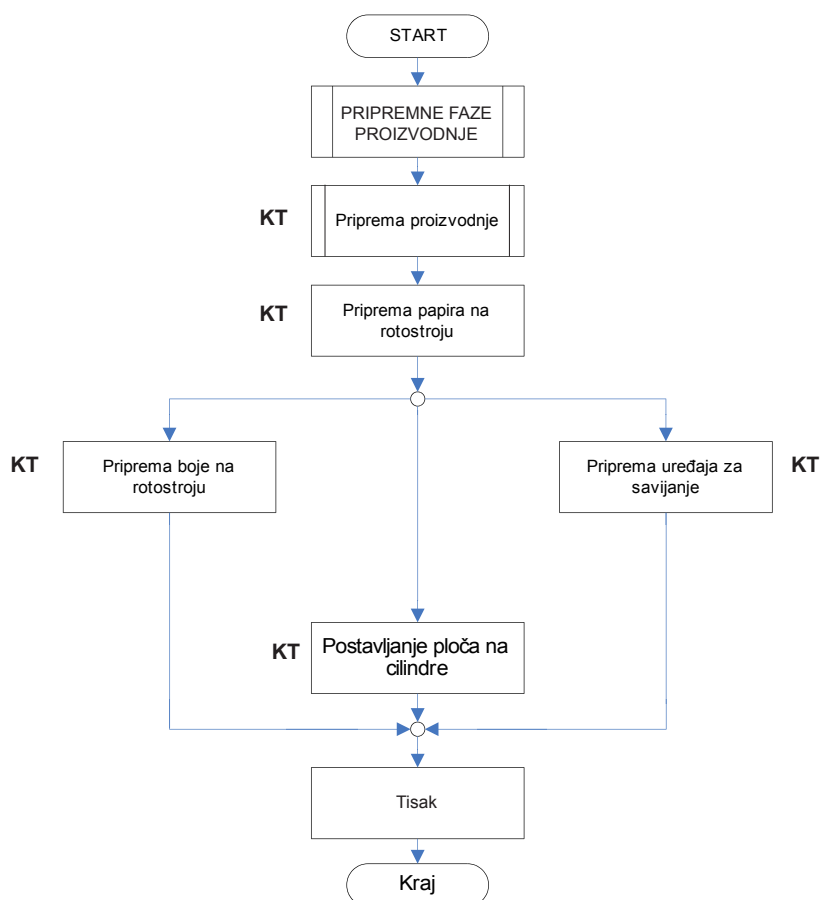 START
PRIPREMNE FAZE
PROIZVODNJE
KT
Priprema proizvodnje
KT
Priprema papira na
rotostroju
KT
Priprema boje na
rotostroju
Priprema uređaja za
savijanje
KT
KT
Postavljanje ploča na
cilindre
Tisak
Kraj